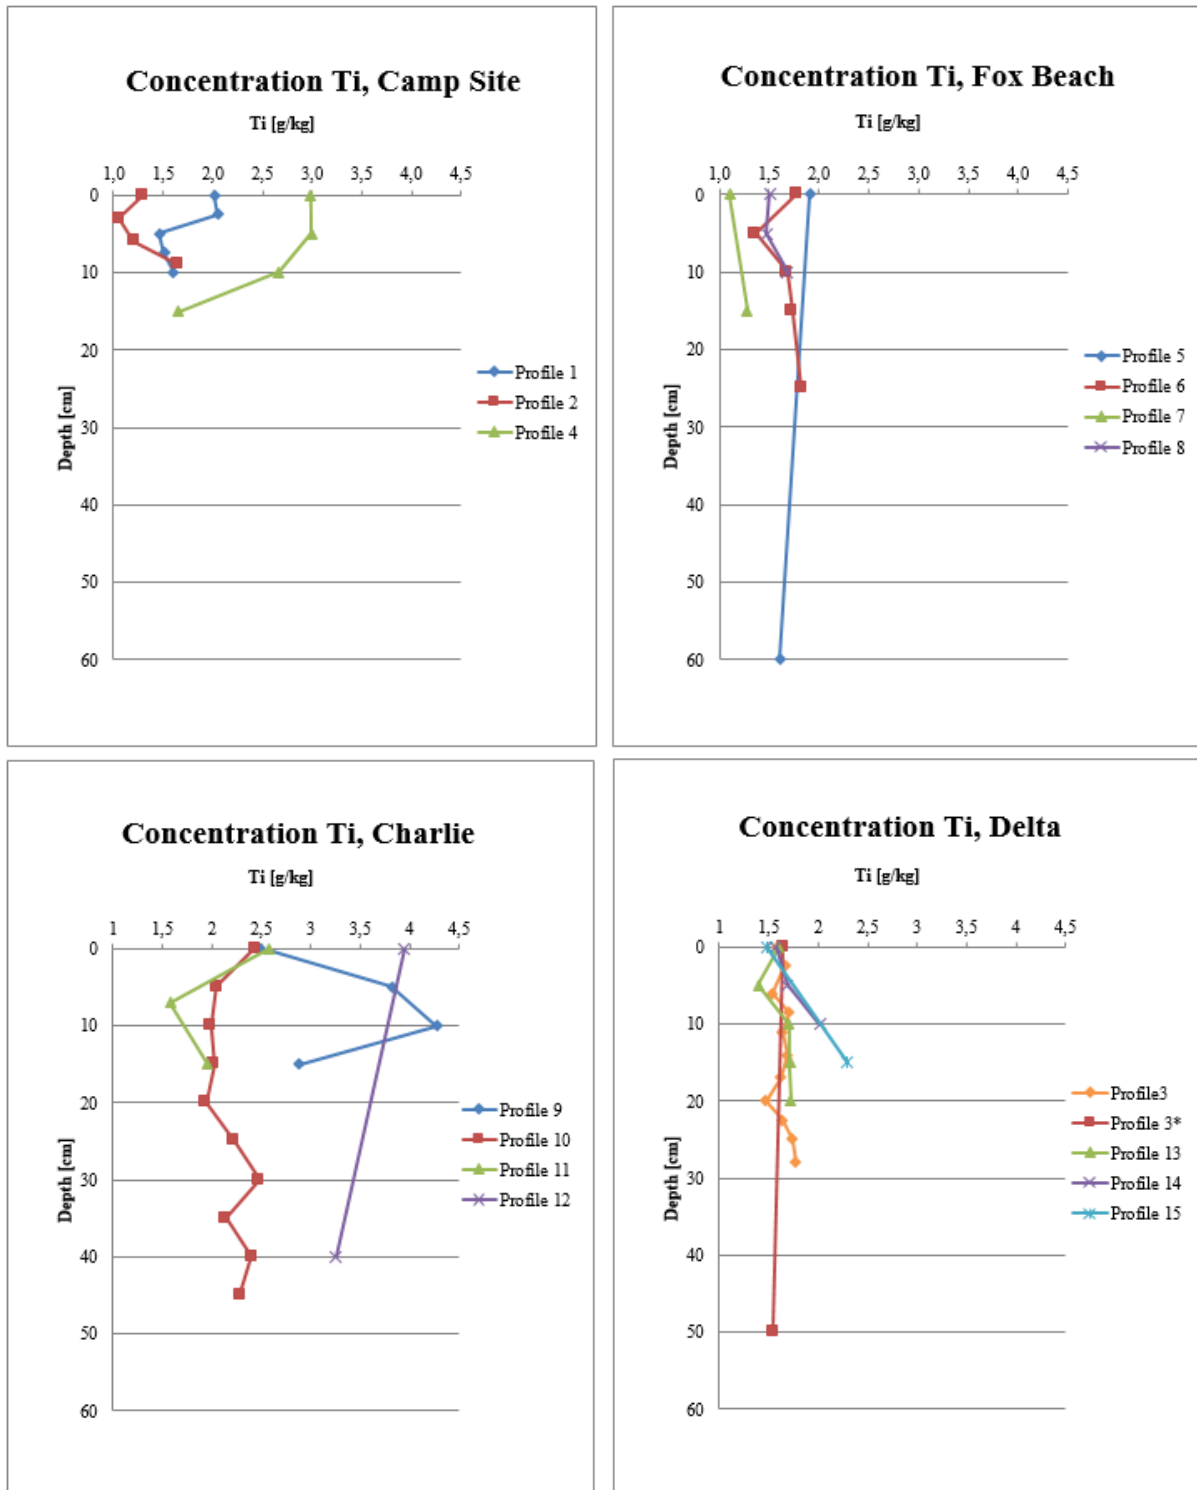 Concentration Ti, Camp Site
Ti [g/kg]
1,0 1,5 2,0 2,5 3,0 3,5 4,0 4,5
0
10
20
30
40
50
60
Depth [cm]
Profile 1
Profile 2
Profile 4
Concentration Ti, Fox Beach
Ti [g/kg]
1,0 1,5 2,0 2,5 3,0 3,5 4,0 4,5
0
10
20
30
40
50
60
Depth [cm]
Profile 5
Profile 6
Profile 7
Profile 8
Concentration Ti, Charlie
Ti [g/kg]
1 1,5 2 2,5 3 3,5 4 4,5
0
10
20
30
40
50
60
Depth [cm]
Profile 9
Profile 10
Profile 11
Profile 12
Concentration Ti, Delta
Ti [g/kg]
1 1,5 2 2,5 3 3,5 4 4,5
0
10
20
30
40
50
60
Depth [cm]
Profile3
Profile 3*
Profile 13
Profile 14
Profile 15